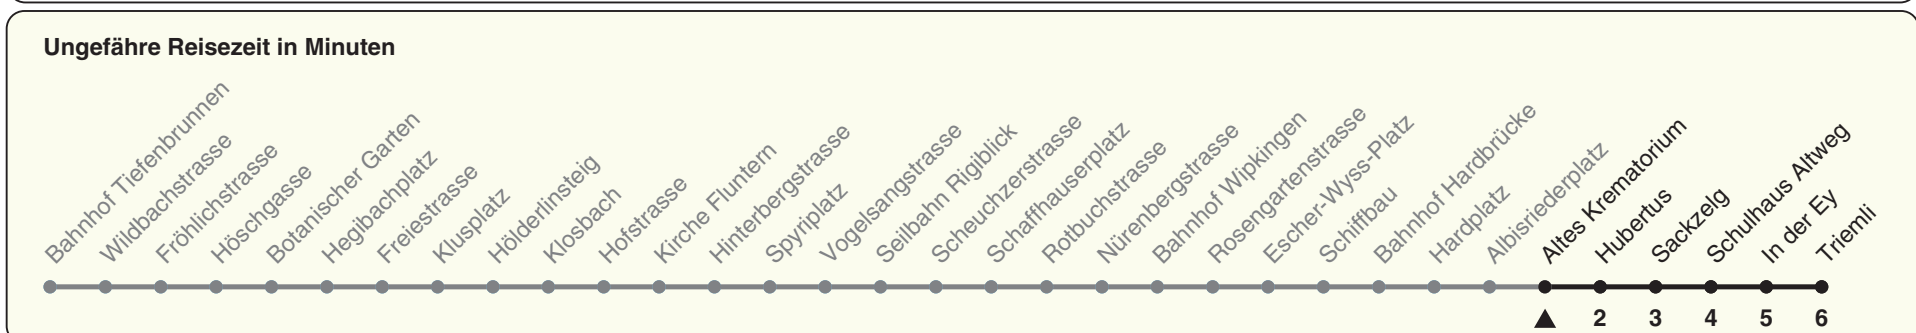 Ungefähre Reisezeit in Minuten
Bahnhof Tiefenbrunnen
Wildbachstrasse
Fröhlichstrasse
Höschgasse
Botanischer Garten
Hegibachplatz
Freiestrasse
Klusplatz
Hölderlinsteig
Klosbach
Hofstrasse
Kirche Fluntern
Hinterbergstrasse
Spyriplatz
Vogelsangstrasse
Seilbahn Rigiblick
Scheuchzerstrasse
Schaffhauserplatz
Rotbuchstrasse
Nürenbergstrasse
Bahnhof Wipkingen
Rosengartenstrasse
Escher-Wyss-Platz
Schiffbau
Bahnhof Hardbrücke
Hardplatz
Albisriederplatz
Altes Krematorium
Hubertus
Sackzelg
Schulhaus Altweg
In der Ey
Triemli
2 3 4 5 6